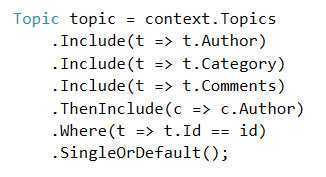 Topic topic = context.Topics
.Include(t => t.Author)
.Include(t => t.Category)
.Include(t => t.Comments)
.ThenInclude(c => c.Author)
.Where(t => t.Id == id)
.SingleOrDefault();